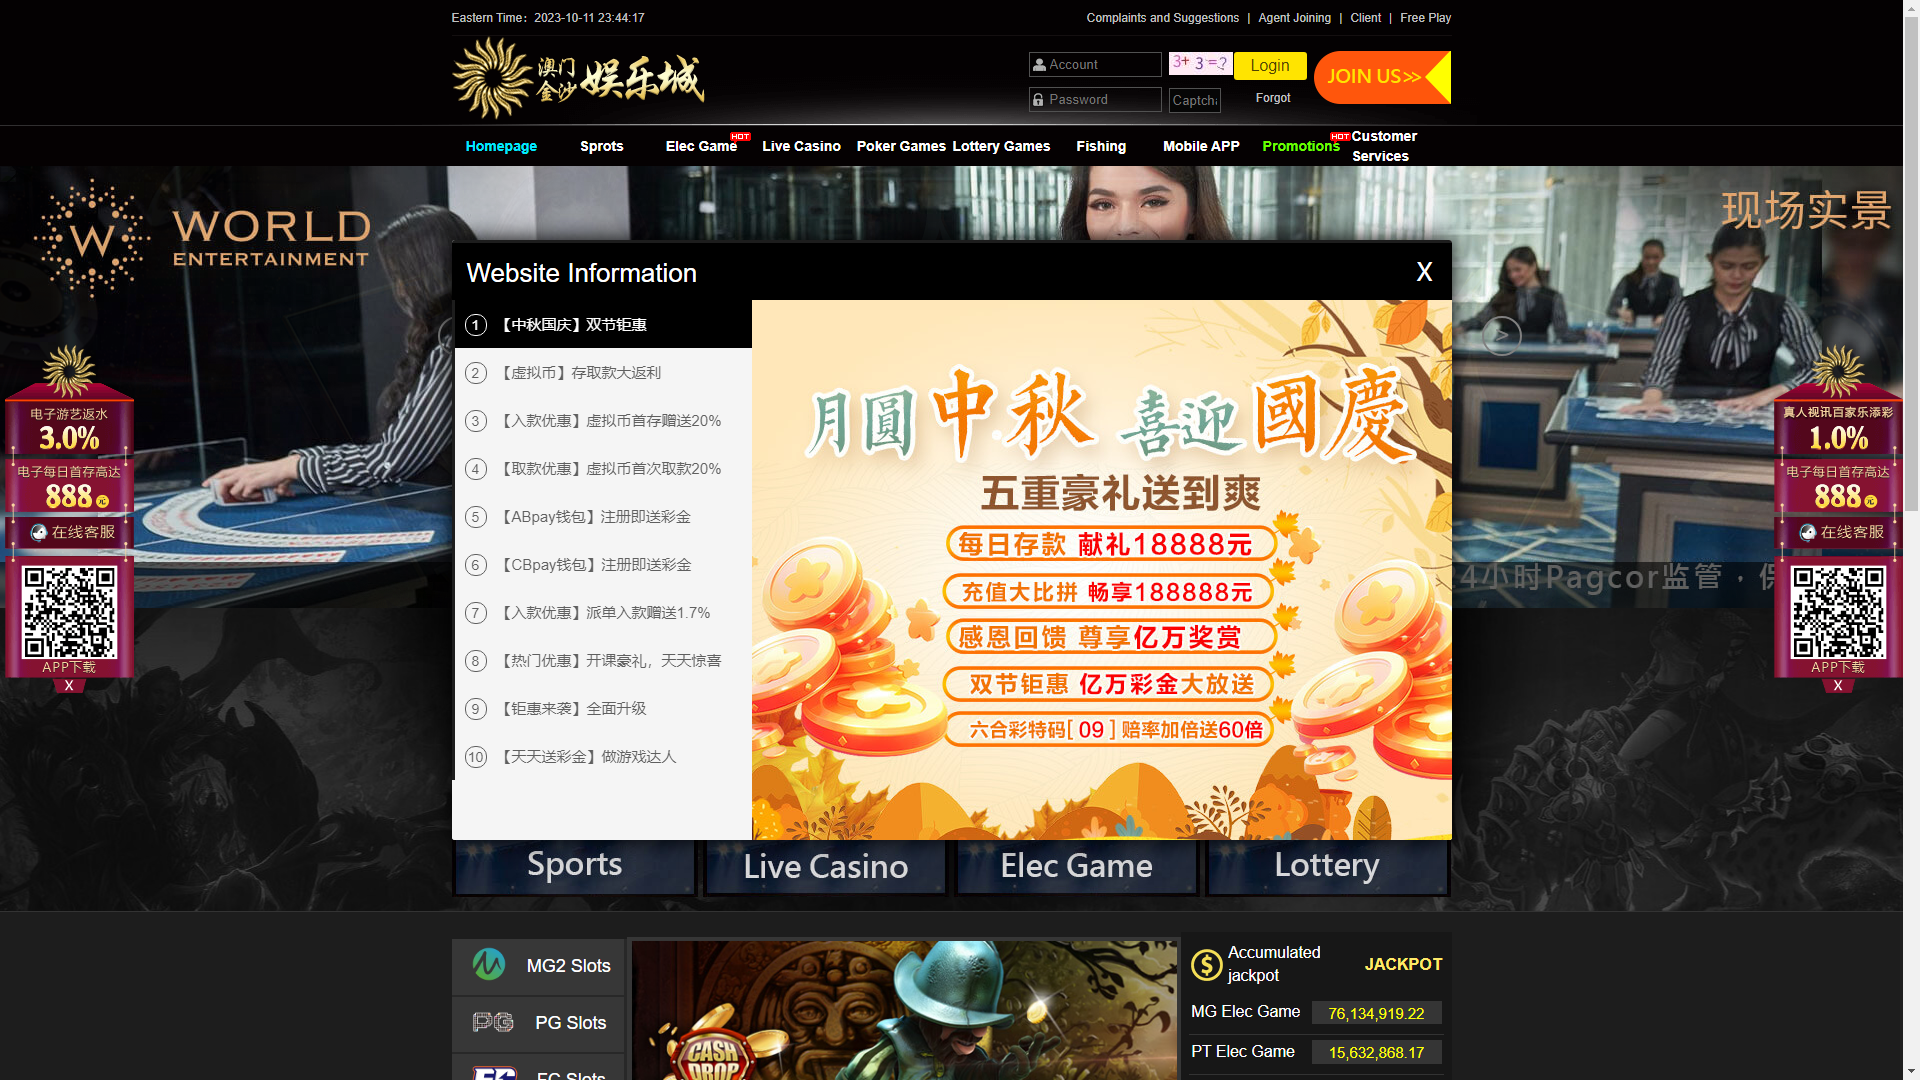 Eastern Time：2023-10-11 23:44:17
Complaints and Suggestions | Agent Joining | Client | Free Play
澳门金沙娱乐城
Account
3+ 3 =?
Login
JOIN US>>
Password
Captcha
Forgot
Homepage
Sprots
Elec Game
HOT
Live Casino
Poker Games
Lottery Games
Fishing
Mobile APP
Promotions
HOT
Customer Services
W WORLD
ENTERTAINMENT
现场实景
Website Information
X
1 【中秋国庆】双节钜惠
2 【虚拟币】存取款大返利
3 【入款优惠】虚拟币首存赠送20%
4 【取款优惠】虚拟币首次取款20%
5 【ABpay钱包】注册即送彩金
6 【CBpay钱包】注册即送彩金
7 【入款优惠】派单入款赠送1.7%
8 【热门优惠】开课豪礼，天天惊喜
9 【钜惠来袭】全面升级
10 【天天送彩金】做游戏达人
月圓中秋 喜迎國慶
五重豪礼送到爽
每日存款 献礼18888元
充值大比拼 畅享188888元
感恩回馈 尊享亿万奖赏
双节钜惠 亿万彩金大放送
六合彩特码[ 09 ] 赔率加倍送60倍
电子游艺返水
3.0%
电子每日首存高达
888元
在线客服
APP下载
X
真人视讯百家乐添彩
1.0%
电子每日首存高达
888元
在线客服
APP下载
X
4小时Pagcor监管·
Sports
Live Casino
Elec Game
Lottery
MG2 Slots
PG PG Slots
FC Slots
CASH
DROP
Accumulated jackpot
JACKPOT
MG Elec Game 76,134,919.22
PT Elec Game 15,632,868.17